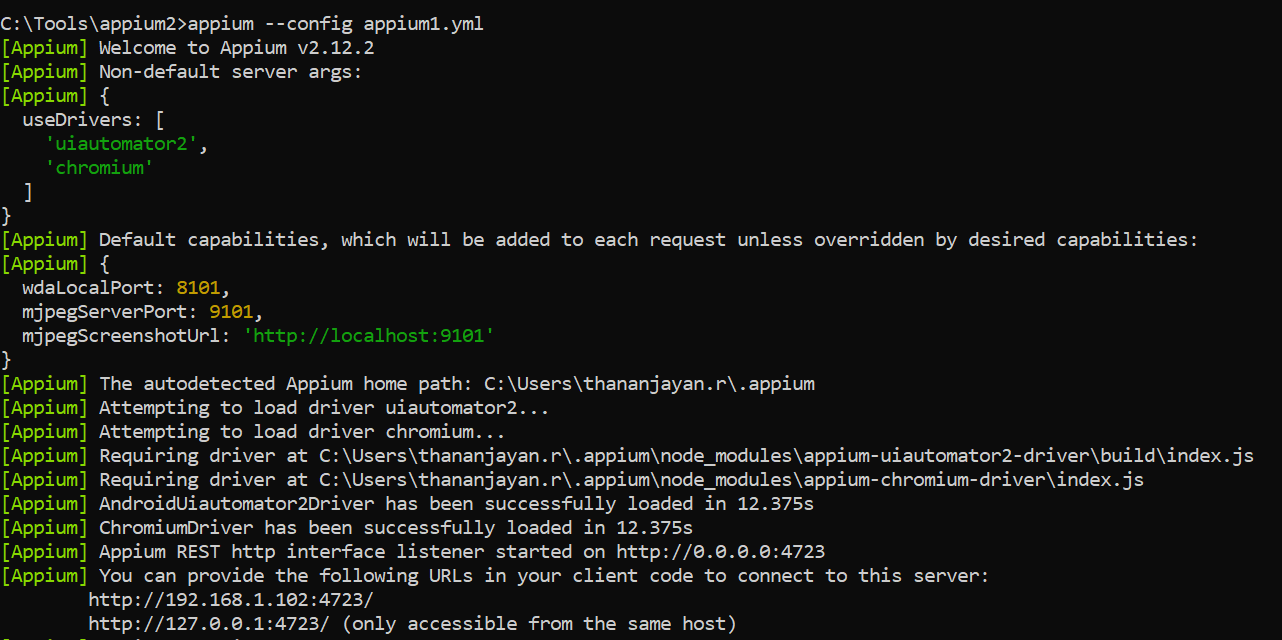 C:\Tools\appium2>appium --config appium1.yml
[Appium] Welcome to Appium v2.12.2
[Appium] Non-default server args:
[Appium] {
  useDrivers: [
    'uiautomator2',
    'chromium'
  ]
}
[Appium] Default capabilities, which will be added to each request unless overridden by desired capabilities:
[Appium] {
  wdaLocalPort: 8101,
  mjpegServerPort: 9101,
  mjpegScreenshotUrl: 'http://localhost:9101'
}
[Appium] The autodetected Appium home path: C:\Users\thananjayan.r\.appium
[Appium] Attempting to load driver uiautomator2...
[Appium] Attempting to load driver chromium...
[Appium] Requiring driver at C:\Users\thananjayan.r\.appium\node_modules\appium-uiautomator2-driver\build\index.js
[Appium] Requiring driver at C:\Users\thananjayan.r\.appium\node_modules\appium-chromium-driver\index.js
[Appium] AndroidUiautomator2Driver has been successfully loaded in 12.375s
[Appium] ChromiumDriver has been successfully loaded in 12.375s
[Appium] Appium REST http interface listener started on http://0.0.0.0:4723
[Appium] You can provide the following URLs in your client code to connect to this server:
        http://192.168.1.102:4723/
        http://127.0.0.1:4723/ (only accessible from the same host)